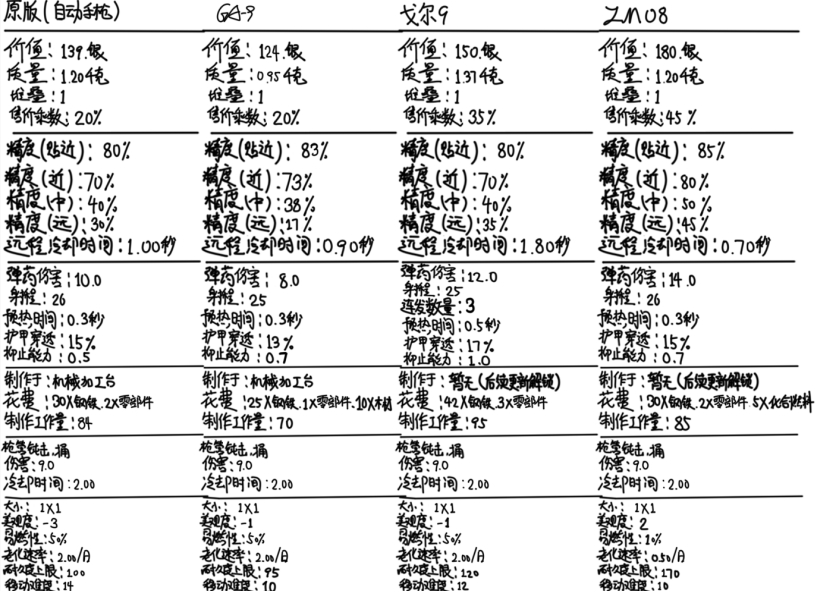 原版(自动手枪)
价值: 139.银
质量: 1.20千克
堆叠: 1
售价乘数: 20%
精度(贴近): 80%
精度(近): 70%
精度(中): 40%
精度(远): 30%
远程冷却时间: 1.00秒
弹药伤害: 10.0
射程: 26
预热时间: 0.3秒
护甲穿透: 15%
抑止能力: 0.5
制作于: 机械加工台
花费: 30X钢铁.2X零部件
制作工作量: 84
枪管钝击.捅
伤害: 9.0
冷却时间: 2.00
大小: 1X1
美观度: -3
易燃性: 50%
老化速率: 2.00/日
耐久度上限: 100
移动难度: 14
GA-9
价值: 124.银
质量: 0.95千克
堆叠: 1
售价乘数: 20%
精度(贴近): 83%
精度(近): 73%
精度(中): 38%
精度(远): 17%
远程冷却时间: 0.90秒
弹药伤害: 8.0
射程: 25
预热时间: 0.3秒
护甲穿透: 13%
抑止能力: 0.7
制作于: 机械加工台
花费: 25X钢铁.1X零部件.10X木材
制作工作量: 70
枪管钝击.捅
伤害: 9.0
冷却时间: 2.00
大小: 1X1
美观度: -1
易燃性: 50%
老化速率: 2.00/日
耐久度上限: 95
移动难度: 10
戈尔9
价值: 150.银
质量: 1.37千克
堆叠: 1
售价乘数: 35%
精度(贴近): 80%
精度(近): 70%
精度(中): 40%
精度(远): 35%
远程冷却时间: 1.80秒
弹药伤害: 12.0
射程: 25
连发数量: 3
预热时间: 0.5秒
护甲穿透: 17%
抑止能力: 1.0
制作于: 暂无(后续更新解锁)
花费: 42X钢铁.3X零部件
制作工作量: 95
枪管钝击.捅
伤害: 9.0
冷却时间: 2.00
大小: 1X1
美观度: -1
易燃性: 50%
老化速率: 2.00/日
耐久度上限: 120
移动难度: 12
ZM08
价值: 180.银
质量: 1.20千克
堆叠: 1
售价乘数: 45%
精度(贴近): 85%
精度(近): 80%
精度(中): 50%
精度(远): 45%
远程冷却时间: 0.70秒
弹药伤害: 14.0
射程: 26
预热时间: 0.3秒
护甲穿透: 15%
抑止能力: 0.7
制作于: 暂无(后续更新解锁)
花费: 30X钢铁.2X零部件.5X化合燃料
制作工作量: 85
枪管钝击.捅
伤害: 9.0
冷却时间: 2.00
大小: 1X1
美观度: 2
易燃性: 10%
老化速率: 0.50/日
耐久度上限: 170
移动难度: 10